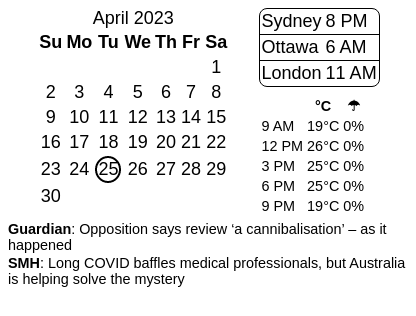 April 2023
Su Mo Tu We Th Fr Sa
1
2 3 4 5 6 7 8
9 10 11 12 13 14 15
16 17 18 19 20 21 22
23 24 25 26 27 28 29
30
Sydney 8 PM
Ottawa 6 AM
London 11 AM
°C ☂
9 AM 19°C 0%
12 PM 26°C 0%
3 PM 25°C 0%
6 PM 25°C 0%
9 PM 19°C 0%
Guardian: Opposition says review ‘a cannibalisation’ – as it
happened
SMH: Long COVID baffles medical professionals, but Australia
is helping solve the mystery